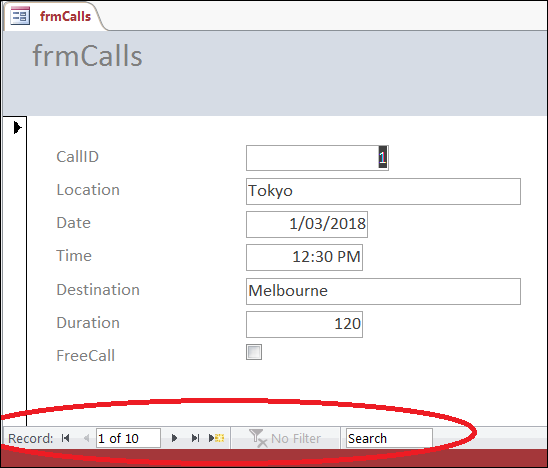 frmCalls
frmCalls
CallID 1
Location Tokyo
Date 1/03/2018
Time 12:30 PM
Destination Melbourne
Duration 120
FreeCall
Record: 1 of 10 No Filter Search